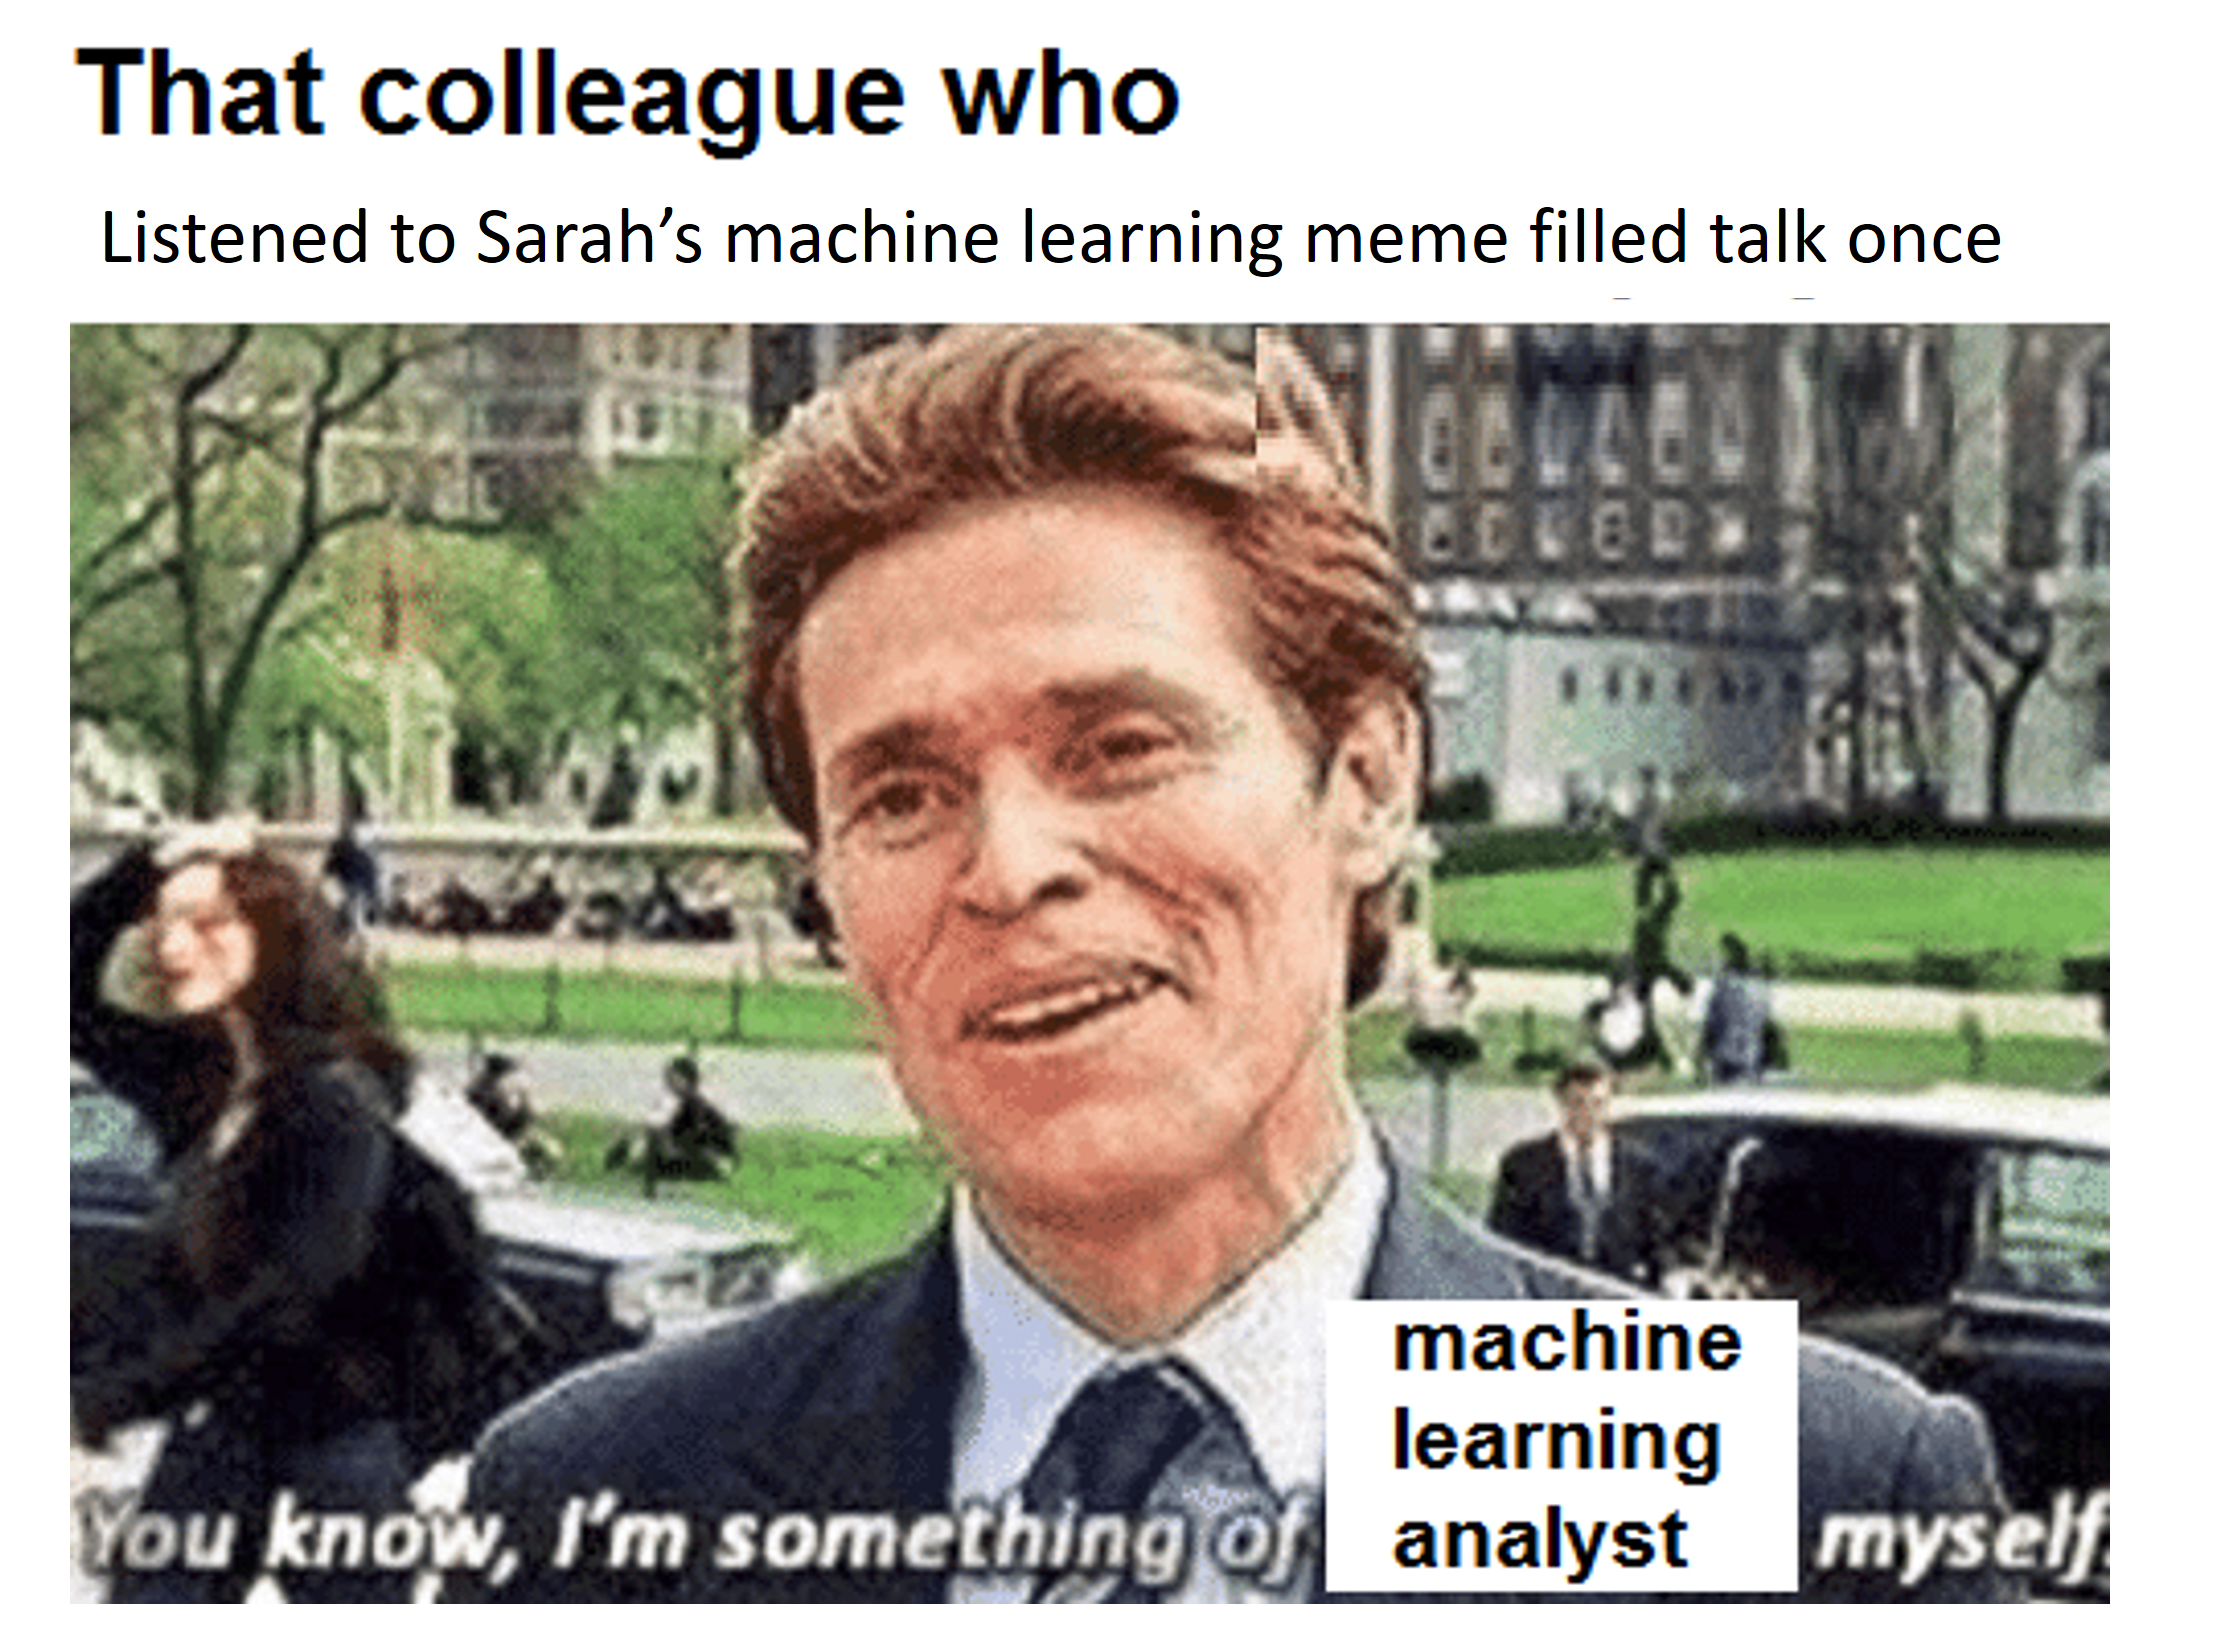 That colleague who
Listened to Sarah’s machine learning meme filled talk once
machine
learning
analyst
You know, I'm something of myself.